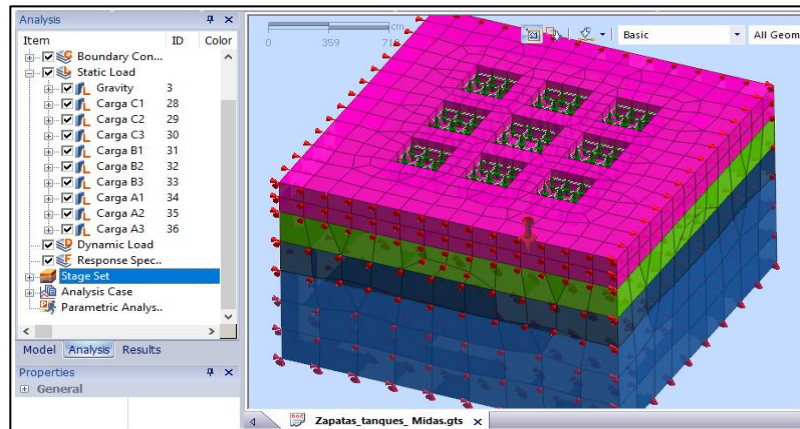 Analysis
Item ID Color
Boundary Con...
Static Load
Gravity 3
Carga C1 28
Carga C2 29
Carga C3 30
Carga B1 31
Carga B2 32
Carga B3 33
Carga A1 34
Carga A2 35
Carga A3 36
Dynamic Load
Response Spec..
Stage Set
Analysis Case
Parametric Analys..
Model Analysis Results
Properties
General
cm
0 359 718
Basic All Geom
Zapatas_tanques_ Midas.gts